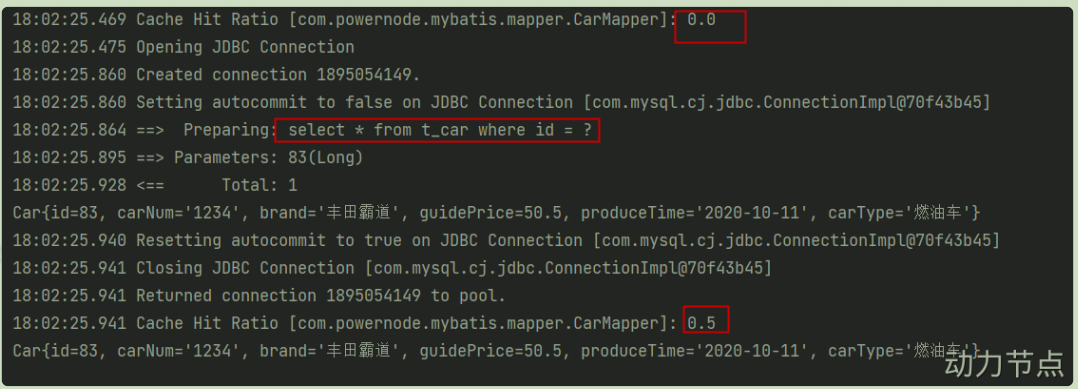 18:02:25.469 Cache Hit Ratio [com.powernode.mybatis.mapper.CarMapper]: 0.0
18:02:25.475 Opening JDBC Connection
18:02:25.860 Created connection 1895054149.
18:02:25.860 Setting autocommit to false on JDBC Connection [com.mysql.cj.jdbc.ConnectionImpl@70f43b45]
18:02:25.864 ==>  Preparing: select * from t_car where id = ?
18:02:25.895 ==> Parameters: 83(Long)
18:02:25.928 <==      Total: 1
Car{id=83, carNum='1234', brand='丰田霸道', guidePrice=50.5, produceTime='2020-10-11', carType='燃油车'}
18:02:25.940 Resetting autocommit to true on JDBC Connection [com.mysql.cj.jdbc.ConnectionImpl@70f43b45]
18:02:25.941 Closing JDBC Connection [com.mysql.cj.jdbc.ConnectionImpl@70f43b45]
18:02:25.941 Returned connection 1895054149 to pool.
18:02:25.941 Cache Hit Ratio [com.powernode.mybatis.mapper.CarMapper]: 0.5
Car{id=83, carNum='1234', brand='丰田霸道', guidePrice=50.5, produceTime='2020-10-11', carType='燃油车'}
动力节点